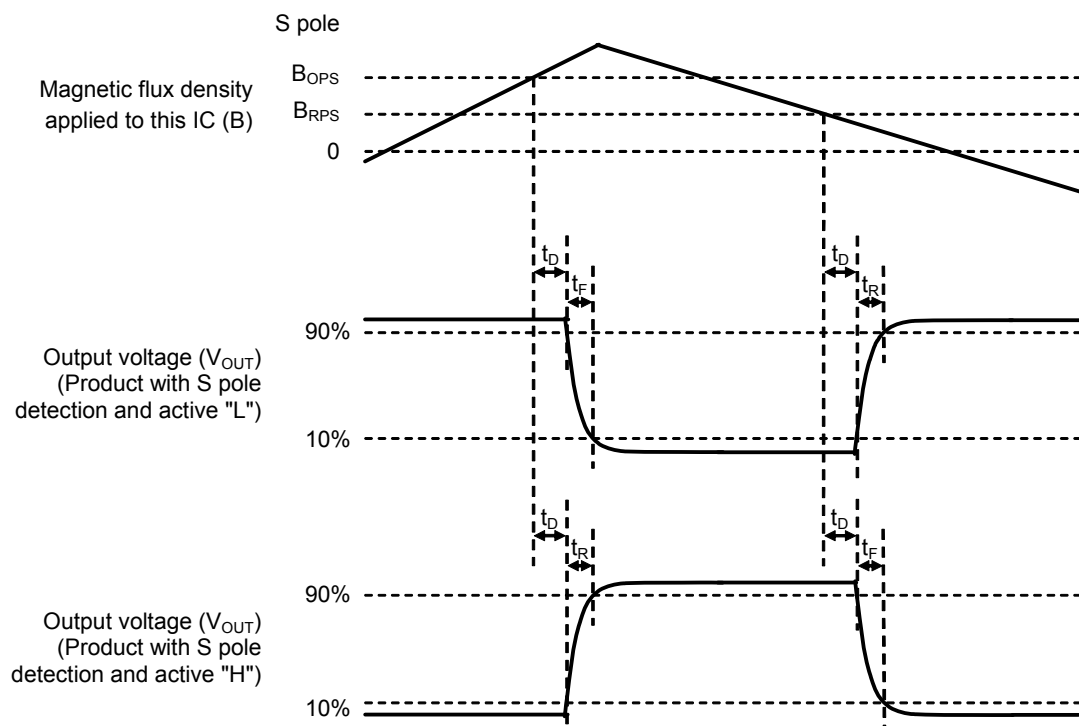 S pole
Magnetic flux density
applied to this IC (B)
BOPS
BRPS
0
tD
tF
tD
tR
Output voltage (VOUT)
(Product with S pole
detection and active "L")
90%
10%
tD
tR
tD
tF
Output voltage (VOUT)
(Product with S pole
detection and active "H")
90%
10%